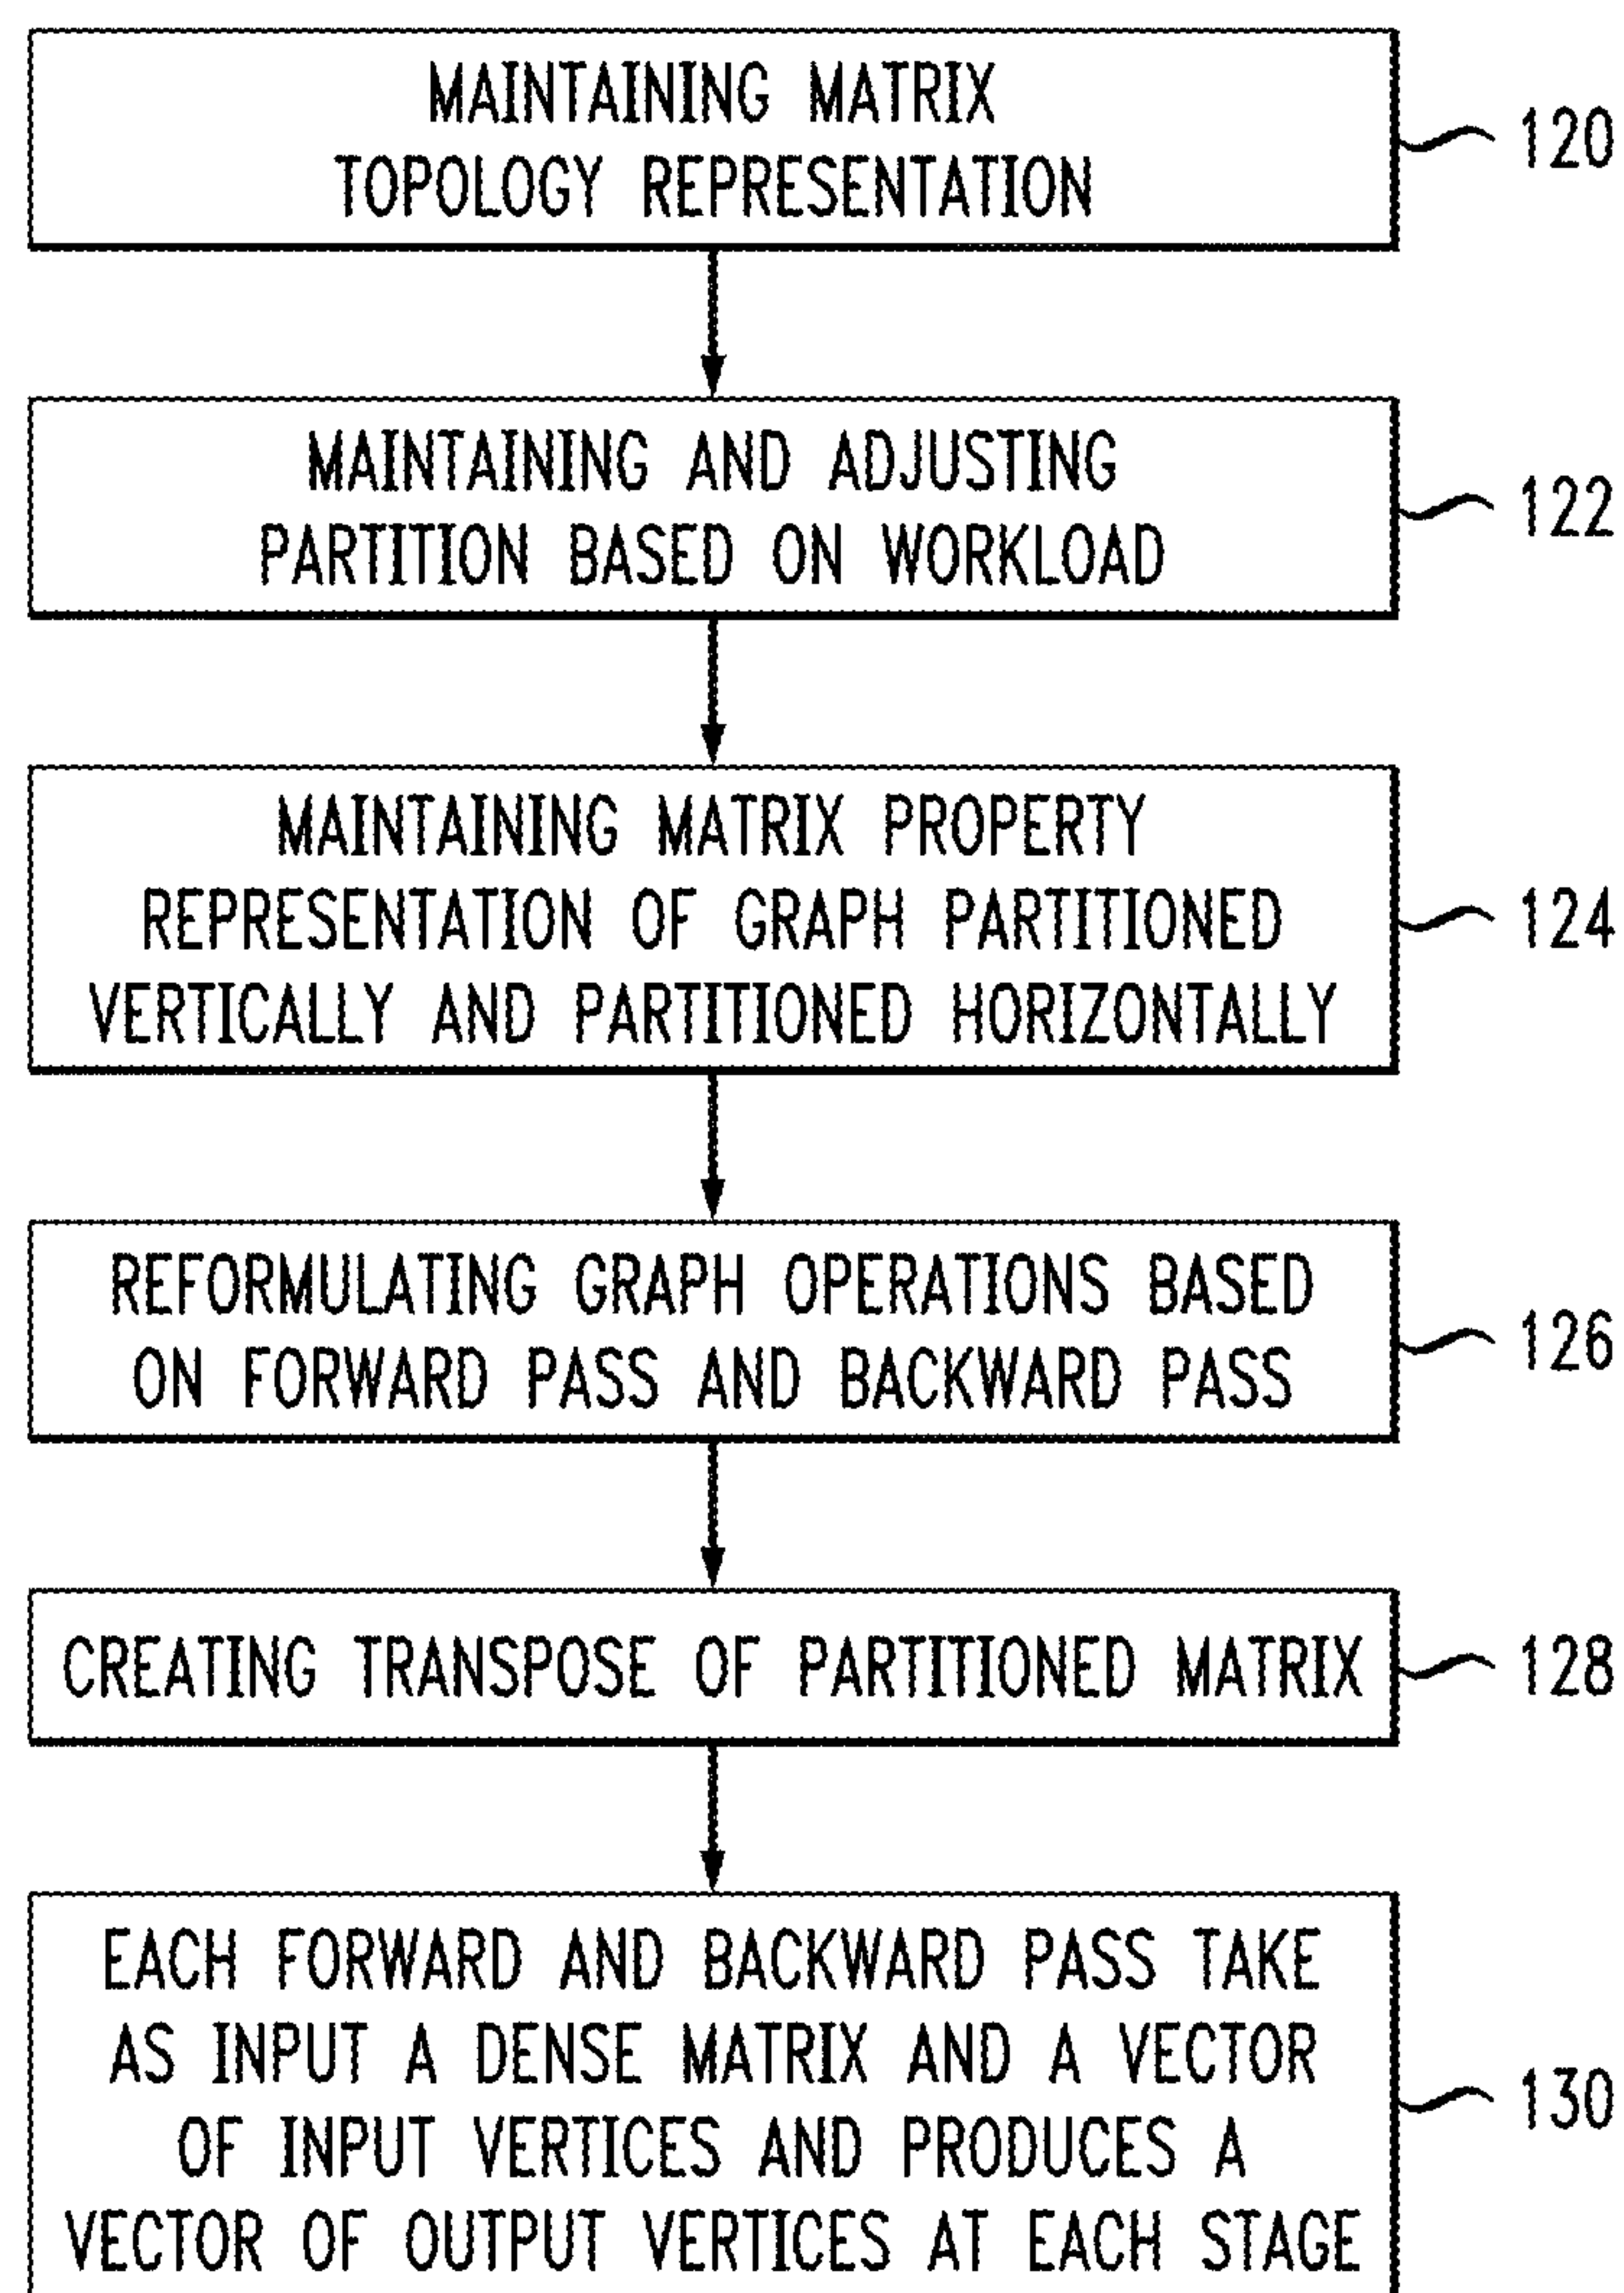 MAINTAINING MATRIX
TOPOLOGY REPRESENTATION
120
MAINTAINING AND ADJUSTING
PARTITION BASED ON WORKLOAD
122
MAINTAINING MATRIX PROPERTY
REPRESENTATION OF GRAPH PARTITIONED
VERTICALLY AND PARTITIONED HORIZONTALLY
124
REFORMULATING GRAPH OPERATIONS BASED
ON FORWARD PASS AND BACKWARD PASS
126
CREATING TRANSPOSE OF PARTITIONED MATRIX
128
EACH FORWARD AND BACKWARD PASS TAKE
AS INPUT A DENSE MATRIX AND A VECTOR
OF INPUT VERTICES AND PRODUCES A
VECTOR OF OUTPUT VERTICES AT EACH STAGE
130